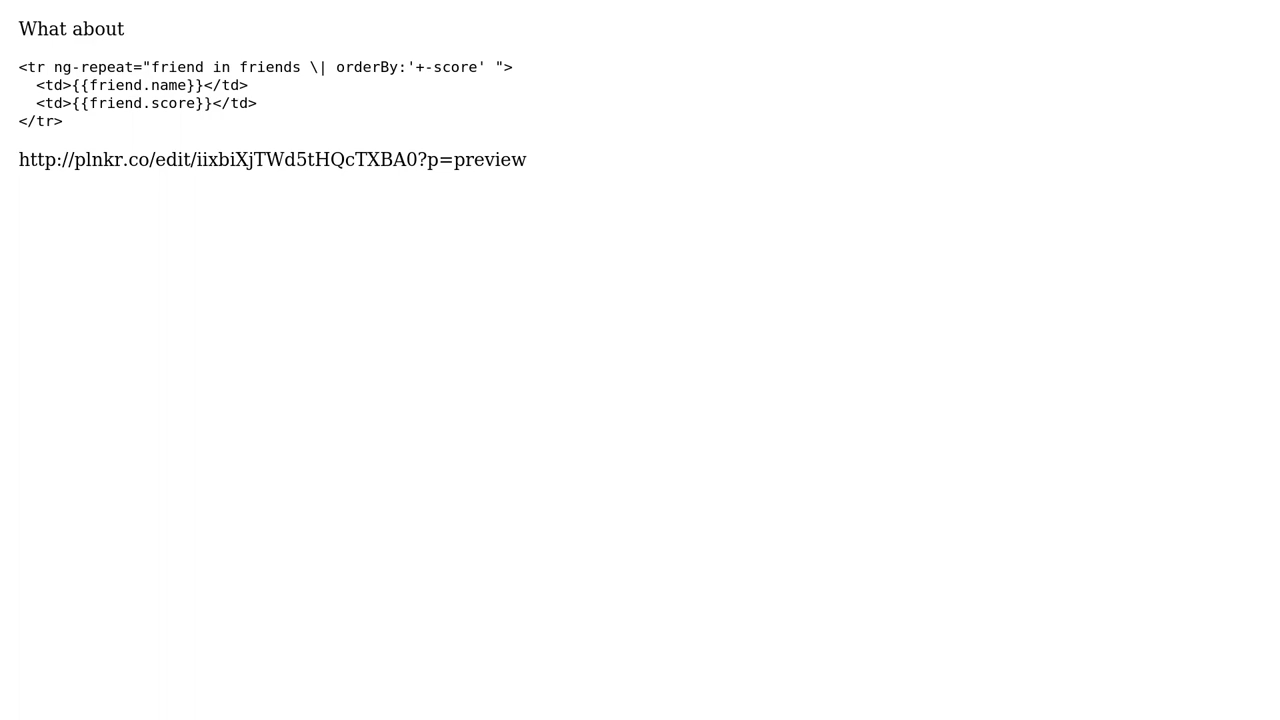 What about
<tr ng-repeat="friend in friends \| orderBy:'+-score' ">
  <td>{{friend.name}}</td>
  <td>{{friend.score}}</td>
</tr>
http://plnkr.co/edit/iixbiXjTWd5tHQcTXBA0?p=preview